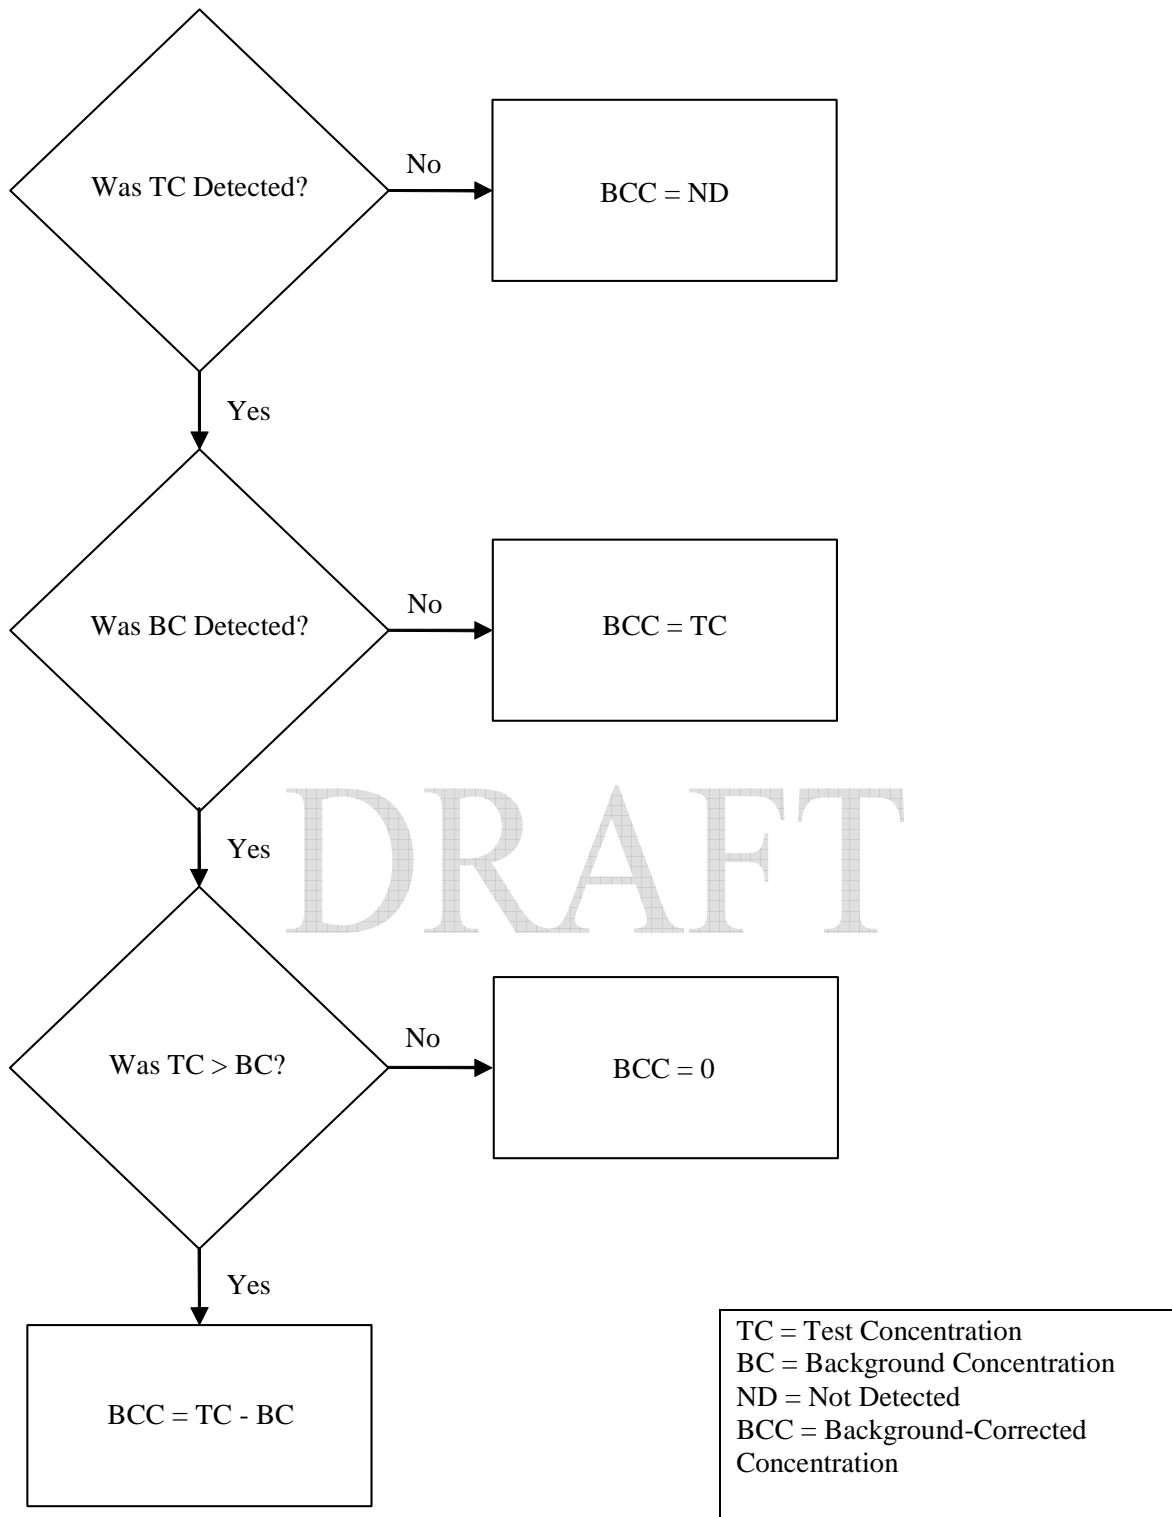 Was TC Detected?
No
BCC = ND
Yes
Was BC Detected?
No
BCC = TC
DRAFT
Yes
Was TC > BC?
No
BCC = 0
Yes
BCC = TC - BC
TC = Test Concentration
BC = Background Concentration
ND = Not Detected
BCC = Background-Corrected
Concentration